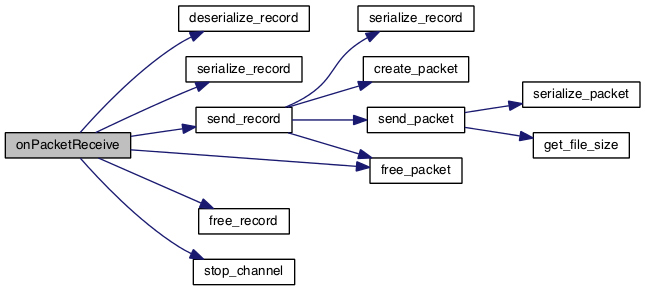 onPacketReceive
deserialize_record
serialize_record
send_record
free_record
stop_channel
serialize_record
create_packet
send_packet
free_packet
serialize_packet
get_file_size